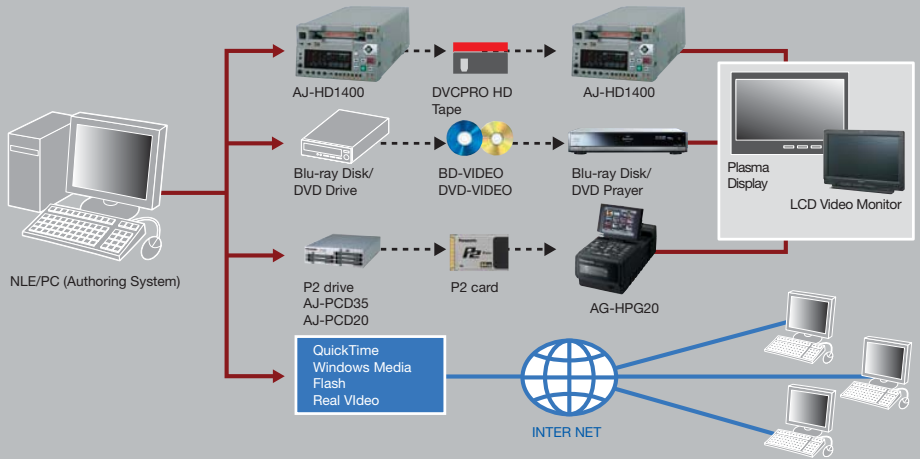 AJ-HD1400
DVCPRO HD
Tape
AJ-HD1400
Blu-ray Disk/
DVD Drive
BD-VIDEO
DVD-VIDEO
Blu-ray Disk/
DVD Prayer
Plasma
Display
LCD Video Monitor
NLE/PC (Authoring System)
P2 drive
AJ-PCD35
AJ-PCD20
Panasonic
P2
P2 card
AG-HPG20
QuickTime
Windows Media
Flash
Real VIdeo
INTER NET